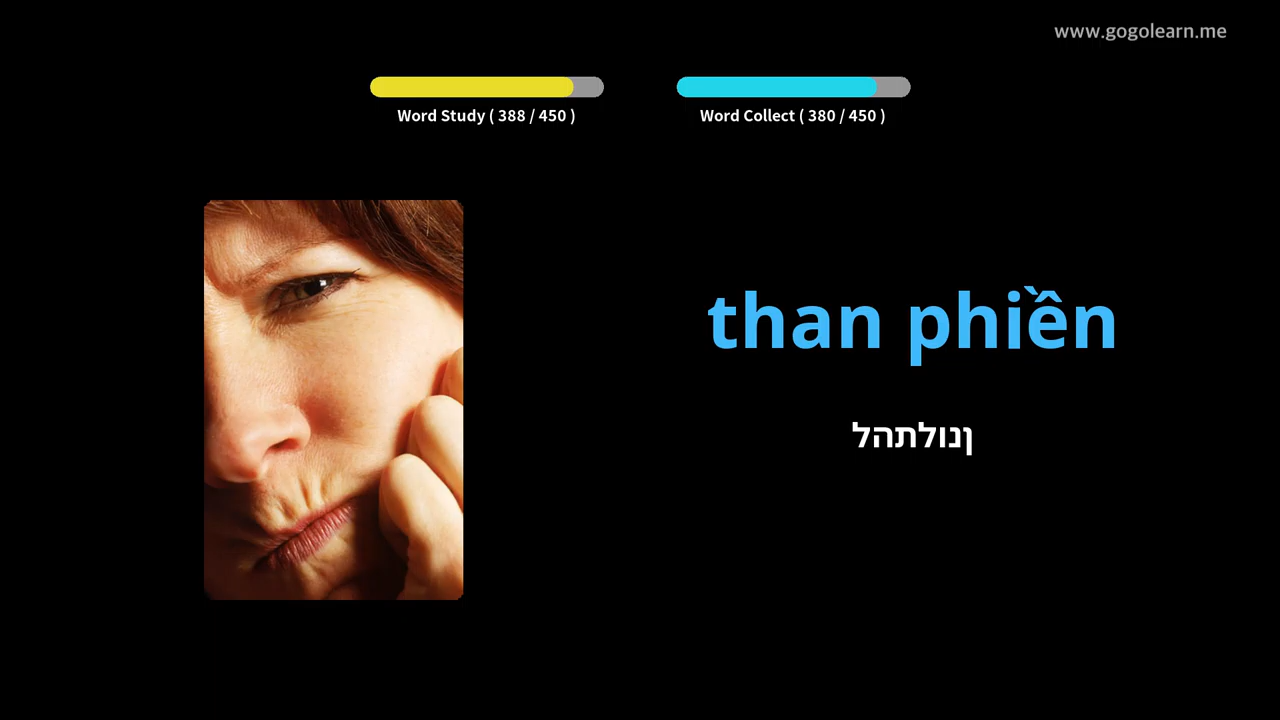 www.gogolearn.me
Word Study ( 388 / 450 )
Word Collect ( 380 / 450 )
than phiền
ןנולתהל